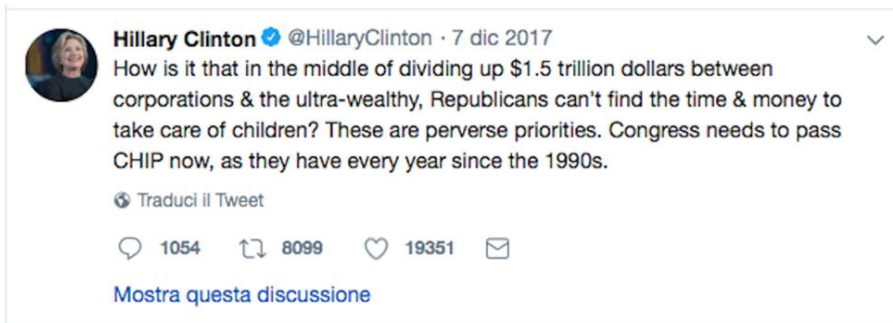 Hillary Clinton @HillaryClinton · 7 dic 2017
How is it that in the middle of dividing up $1.5 trillion dollars between
corporations & the ultra-wealthy, Republicans can't find the time & money to
take care of children? These are perverse priorities. Congress needs to pass
CHIP now, as they have every year since the 1990s.
Traduci il Tweet
1054 8099 19351
Mostra questa discussione